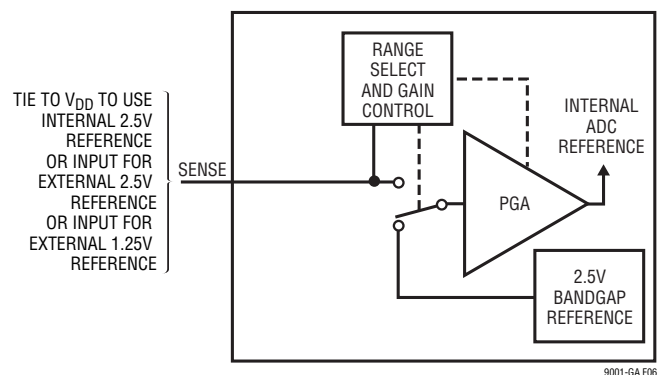 TIE TO VDD TO USE
INTERNAL 2.5V
REFERENCE
OR INPUT FOR
EXTERNAL 2.5V
REFERENCE
OR INPUT FOR
EXTERNAL 1.25V
REFERENCE
SENSE
RANGE
SELECT
AND GAIN
CONTROL
INTERNAL
ADC
REFERENCE
PGA
2.5V
BANDGAP
REFERENCE
9001-GA F06